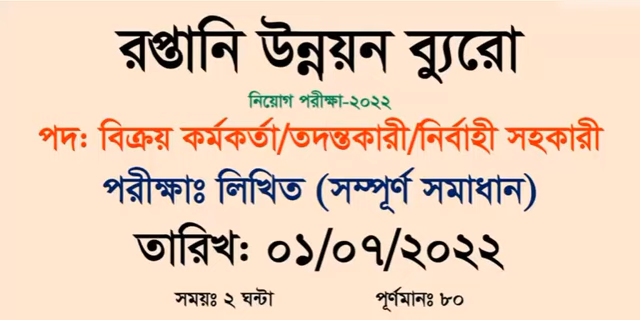 রপ্তানি উন্নয়ন ব্যুরো
নিয়োগ পরীক্ষা-২০২২
পদ: বিক্রয় কর্মকর্তা/তদন্তকারী/নির্বাহী সহকারী
পরীক্ষাঃ লিখিত (সম্পূর্ণ সমাধান)
তারিখ: ০১/০৭/২০২২
সময়ঃ ২ ঘন্টা পূর্ণমানঃ ৮০